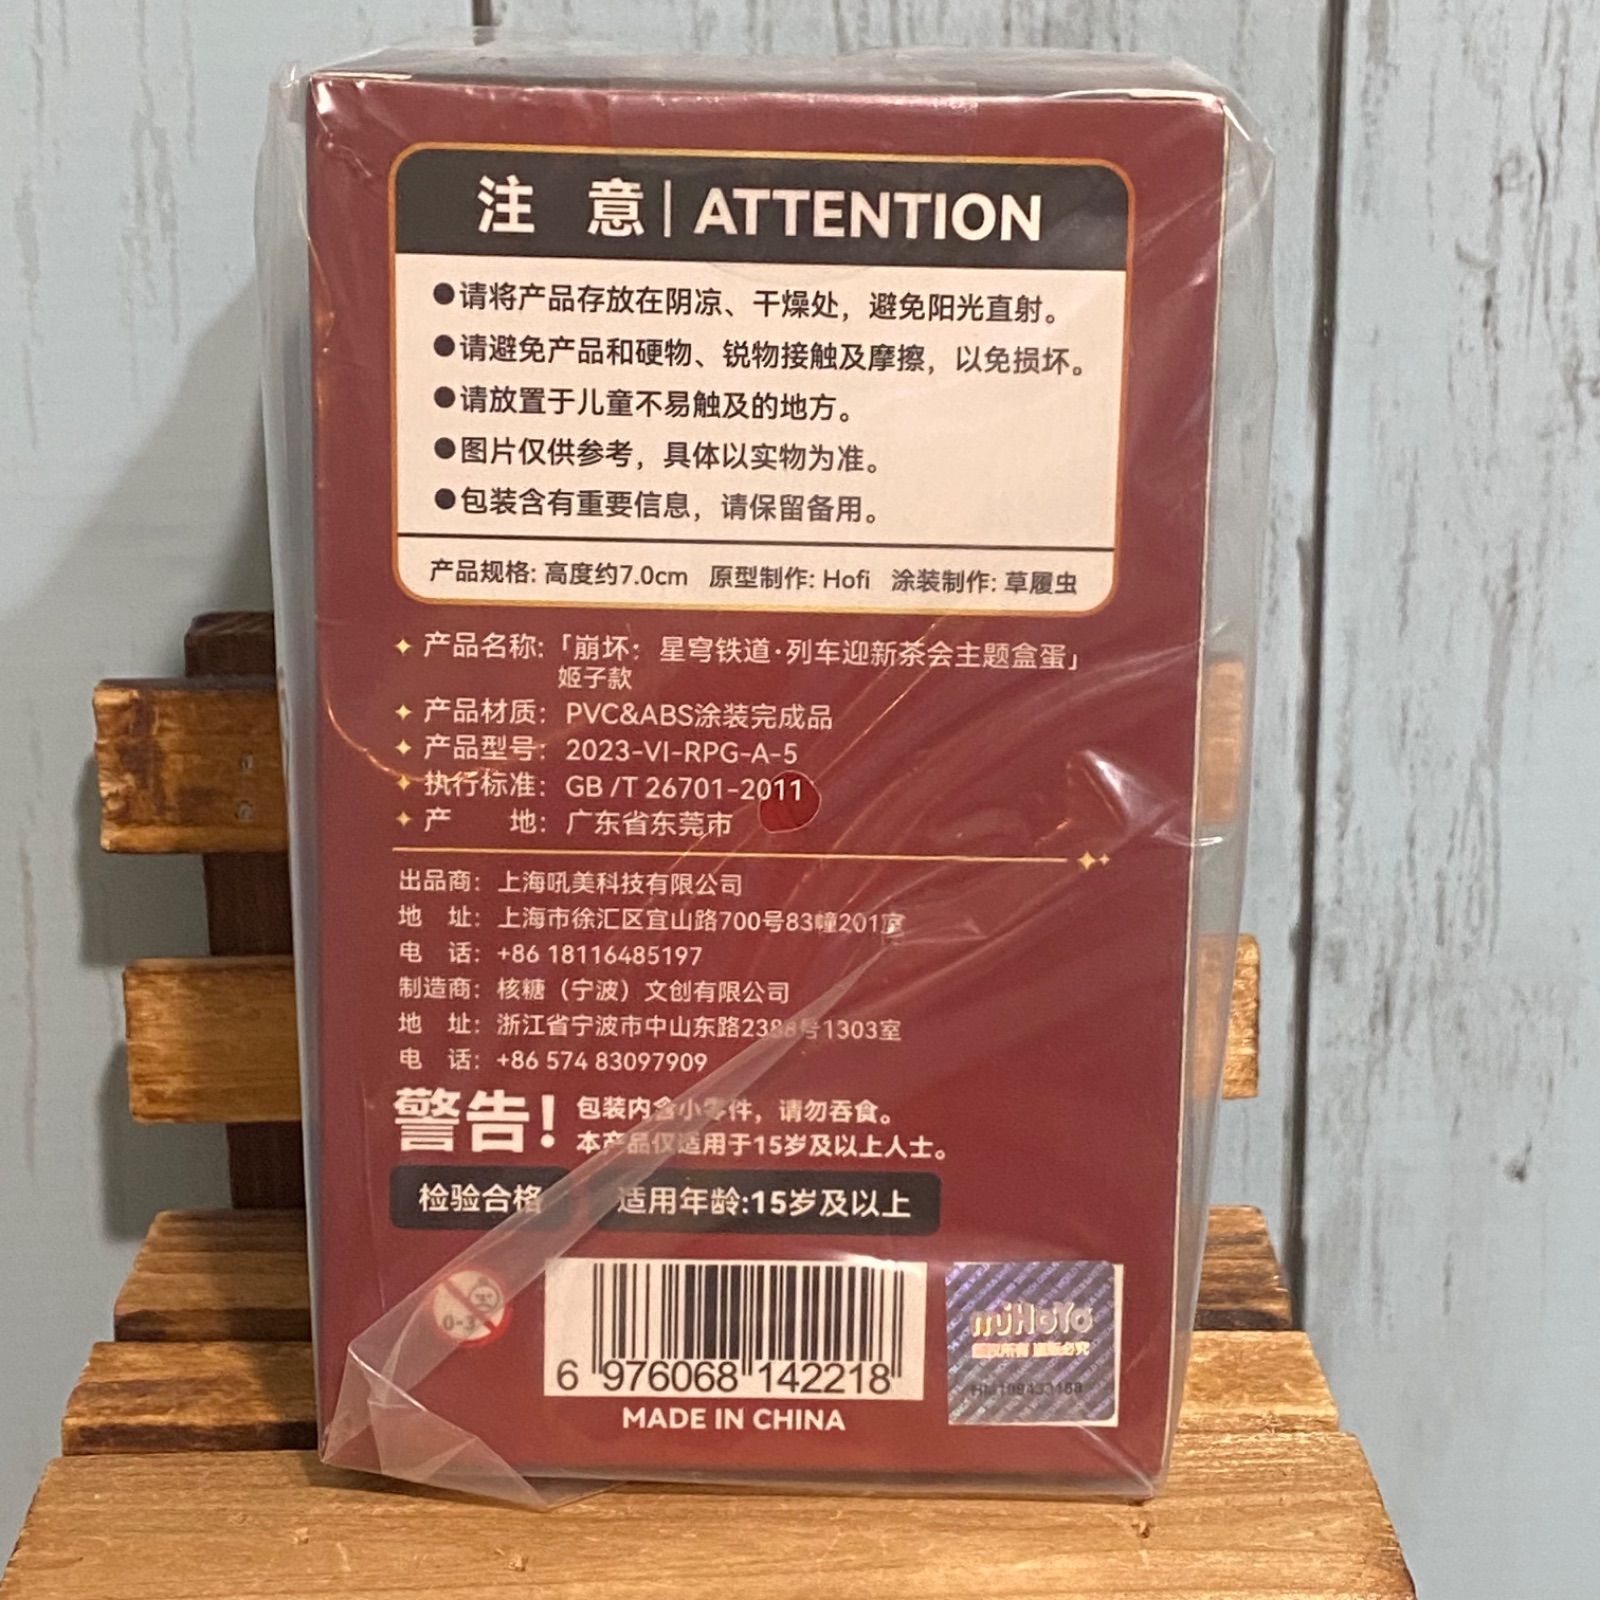 注 意 | ATTENTION
●请将产品存放在阴凉、干燥处，避免阳光直射。
●请避免产品和硬物、锐物接触及摩擦，以免损坏。
●请放置于儿童不易触及的地方。
●图片仅供参考，具体以实物为准。
●包装含有重要信息，请保留备用。
产品规格: 高度约7.0cm 原型制作: Hofi 涂装制作: 草履虫
产品名称:「崩坏：星穹铁道·列车迎新茶会主题盒蛋」
姬子款
产品材质: PVC&ABS涂装完成品
产品型号: 2023-VI-RPG-A-5
执行标准: GB /T 26701-2011
产 地: 广东省东莞市
出品商: 上海吼美科技有限公司
地 址: 上海市徐汇区宜山路700号83幢201室
电 话: +86 18116485197
制造商: 核糖（宁波）文创有限公司
地 址: 浙江省宁波市中山东路2388号1303室
电 话: +86 574 83097909
警告! 包装内含小零件，请勿吞食。
本产品仅适用于15岁及以上人士。
检验合格 适用年龄:15岁及以上
0-3
6 976068 142218
MADE IN CHINA
miHoYo
版权所有 盗版必究